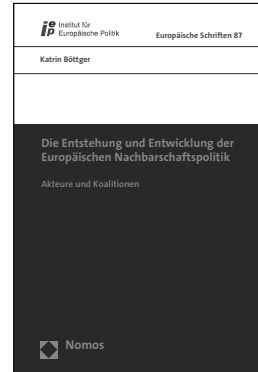 iep Institut für
Europäische Politik
Europäische Schriften 87
Katrin Böttger
Die Entstehung und Entwicklung der
Europäischen Nachbarschaftspolitik
Akteure und Koalitionen
Nomos